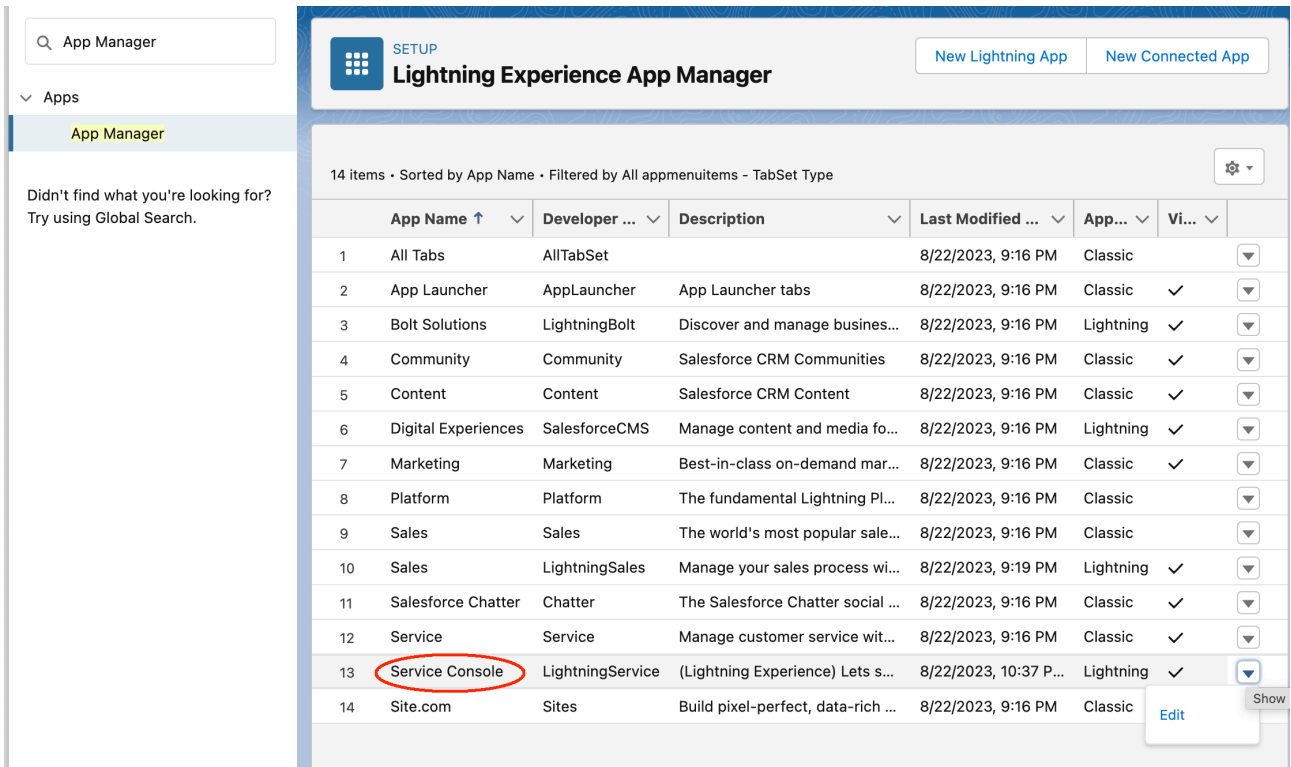 App Manager
Apps
App Manager
Didn't find what you're looking for?
Try using Global Search.
SETUP
Lightning Experience App Manager
New Lightning App New Connected App
14 items • Sorted by App Name • Filtered by All appmenuitems - TabSet Type
App Name ↑ Developer ... Description Last Modified ... App... Vi...
1 All Tabs AllTabSet 8/22/2023, 9:16 PM Classic
2 App Launcher AppLauncher App Launcher tabs 8/22/2023, 9:16 PM Classic ✓
3 Bolt Solutions LightningBolt Discover and manage busines... 8/22/2023, 9:16 PM Lightning ✓
4 Community Community Salesforce CRM Communities 8/22/2023, 9:16 PM Classic ✓
5 Content Content Salesforce CRM Content 8/22/2023, 9:16 PM Classic ✓
6 Digital Experiences SalesforceCMS Manage content and media fo... 8/22/2023, 9:16 PM Lightning ✓
7 Marketing Marketing Best-in-class on-demand mar... 8/22/2023, 9:16 PM Classic ✓
8 Platform Platform The fundamental Lightning Pl... 8/22/2023, 9:16 PM Classic
9 Sales Sales The world's most popular sale... 8/22/2023, 9:16 PM Classic
10 Sales LightningSales Manage your sales process wi... 8/22/2023, 9:19 PM Lightning ✓
11 Salesforce Chatter Chatter The Salesforce Chatter social ... 8/22/2023, 9:16 PM Classic ✓
12 Service Service Manage customer service wit... 8/22/2023, 9:16 PM Classic ✓
13 Service Console LightningService (Lightning Experience) Lets s... 8/22/2023, 10:37 P... Lightning ✓
14 Site.com Sites Build pixel-perfect, data-rich ... 8/22/2023, 9:16 PM Classic
Show
Edit